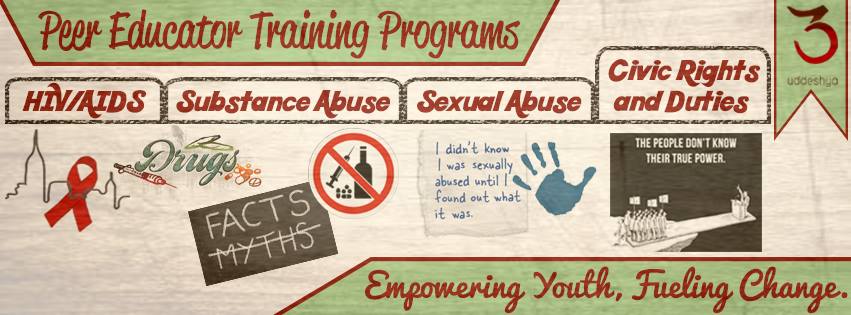 Peer Educator Training Programs
uddeshya
HIV/AIDS
Substance Abuse
Sexual Abuse
Civic Rights
and Duties
Drugs
FACTS
MYTHS
I didn't know
I was sexually
abused until I
found out what
it was.
THE PEOPLE DON'T KNOW
THEIR TRUE POWER.
Empowering Youth, Fueling Change.